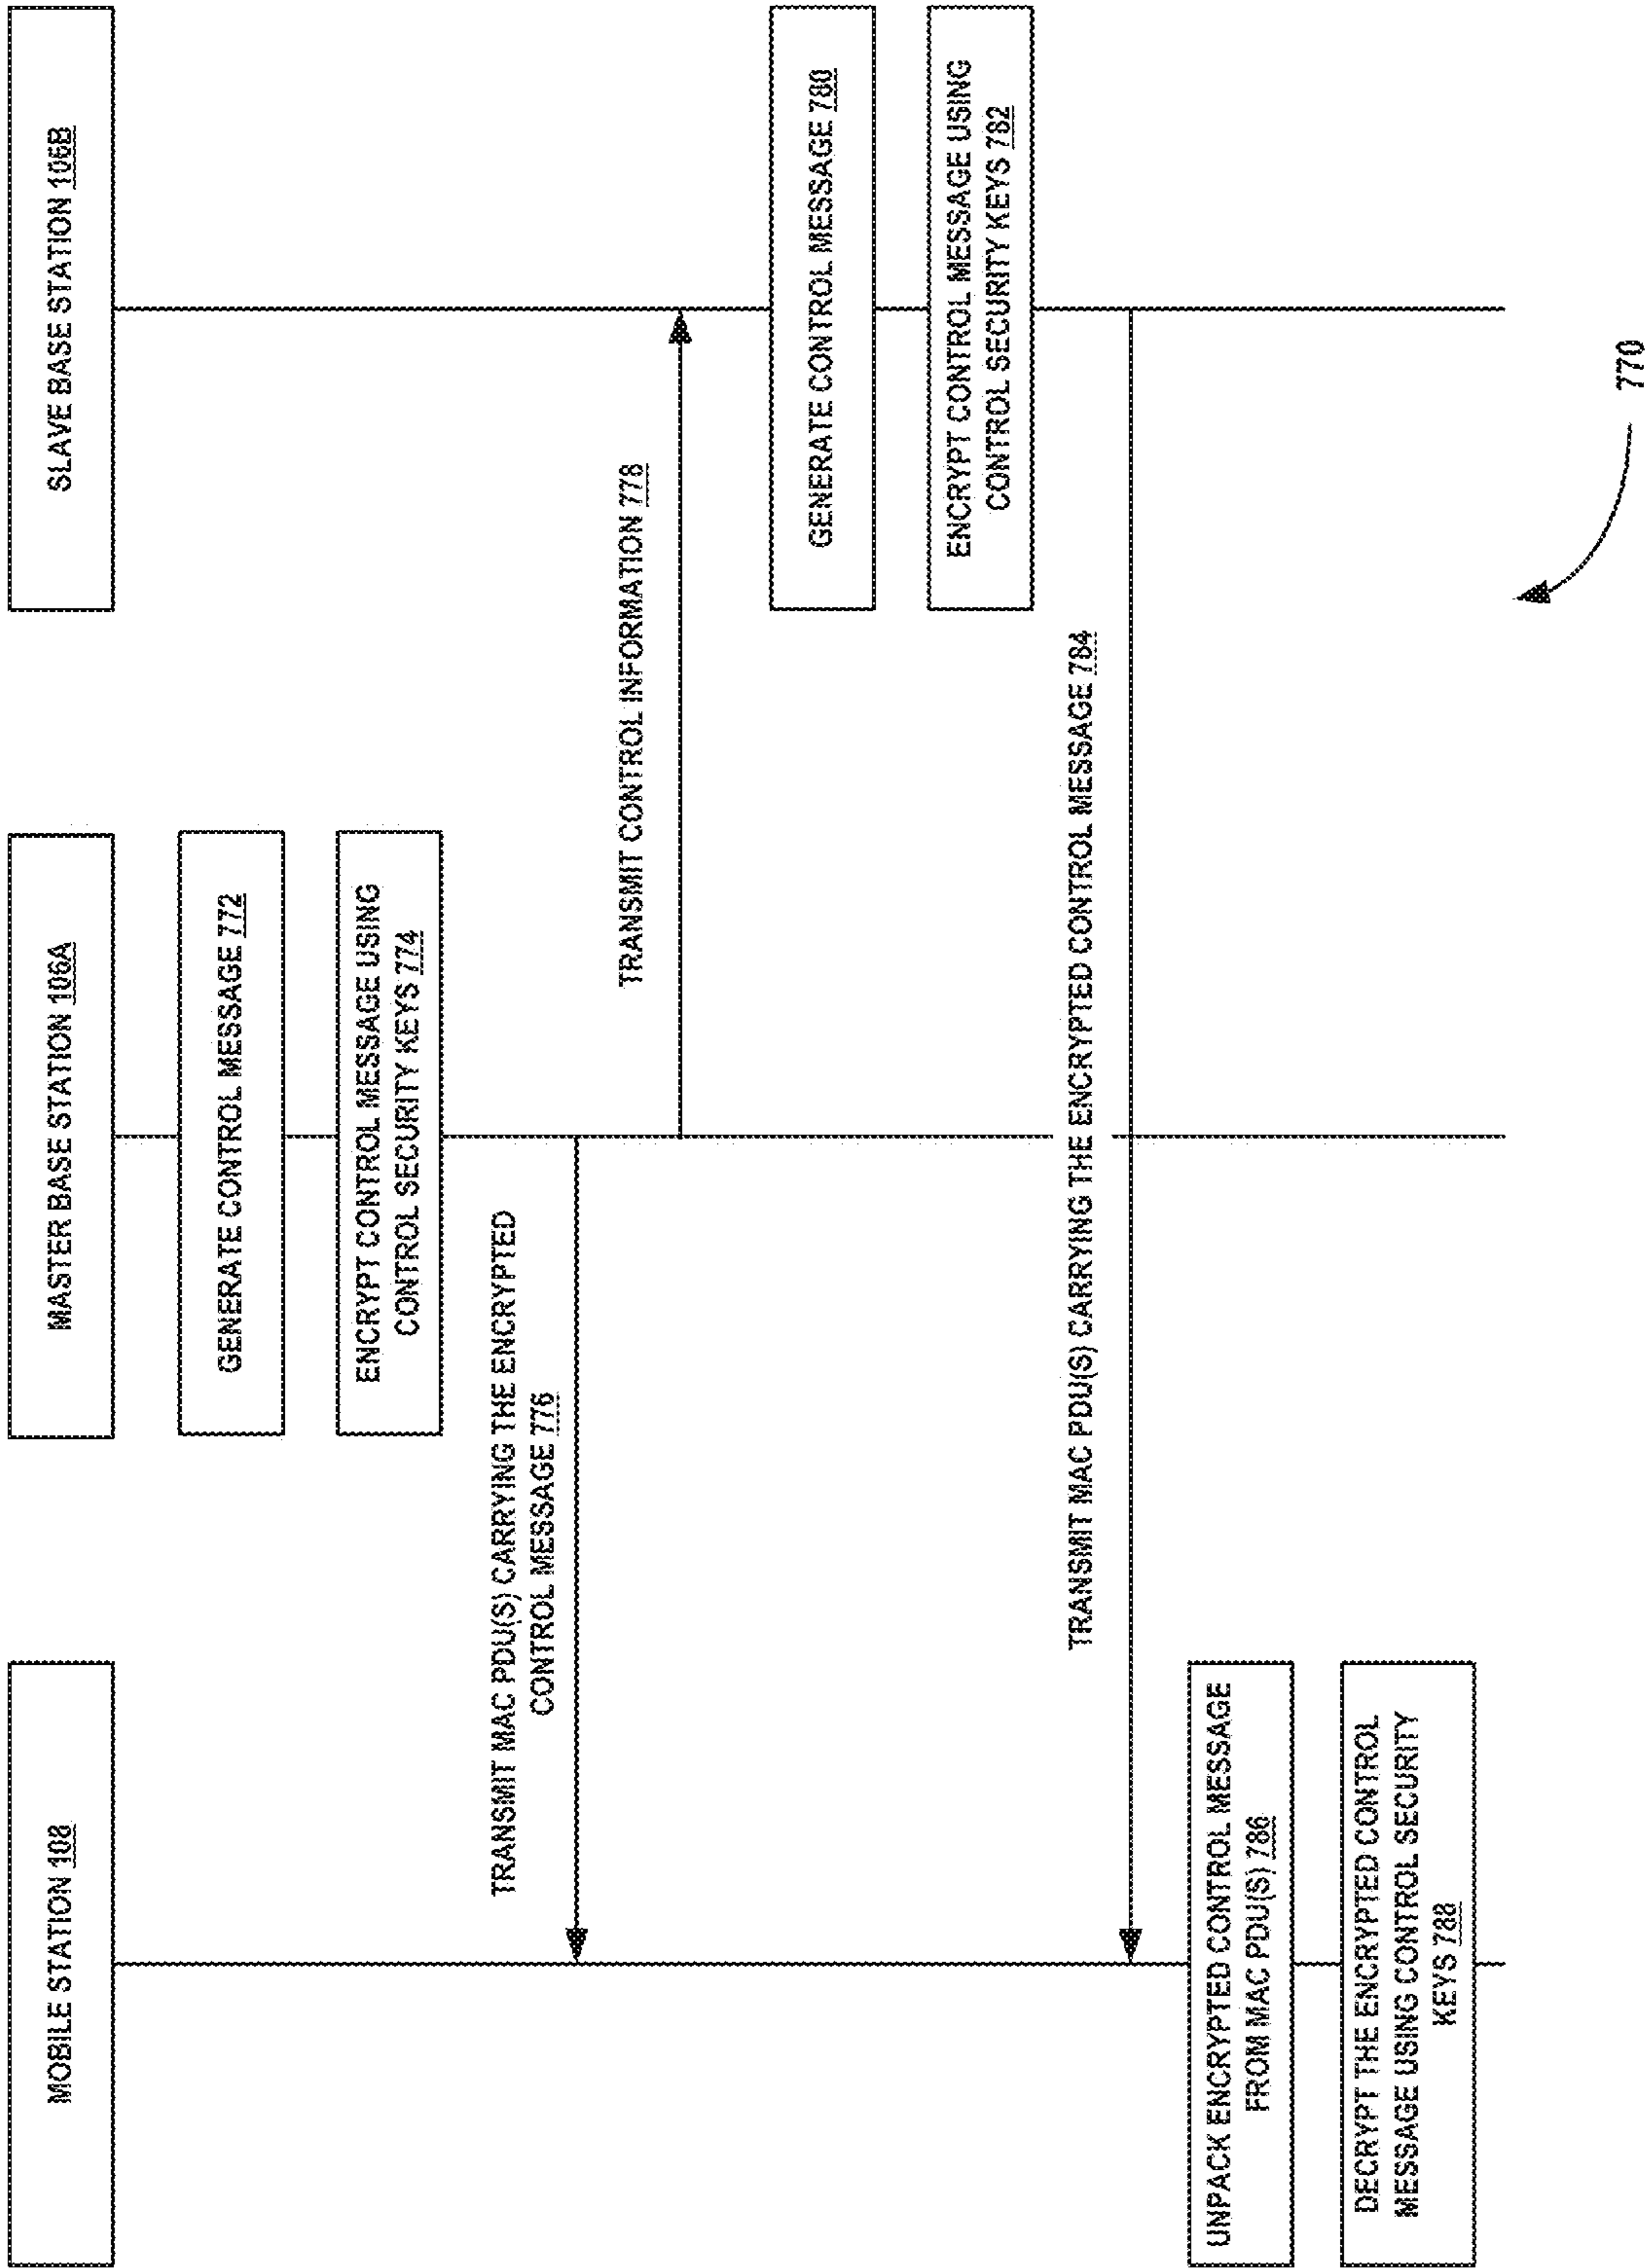 MOBILE STATION 108
MASTER BASE STATION 106A
SLAVE BASE STATION 106B
GENERATE CONTROL MESSAGE 772
ENCRYPT CONTROL MESSAGE USING
CONTROL SECURITY KEYS 774
TRANSMIT MAC PDU(S) CARRYING THE ENCRYPTED
CONTROL MESSAGE 776
TRANSMIT CONTROL INFORMATION 778
GENERATE CONTROL MESSAGE 780
ENCRYPT CONTROL MESSAGE USING
CONTROL SECURITY KEYS 782
TRANSMIT MAC PDU(S) CARRYING THE ENCRYPTED CONTROL MESSAGE 784
UNPACK ENCRYPTED CONTROL MESSAGE
FROM MAC PDU(S) 786
DECRYPT THE ENCRYPTED CONTROL
MESSAGE USING CONTROL SECURITY
KEYS 788
770